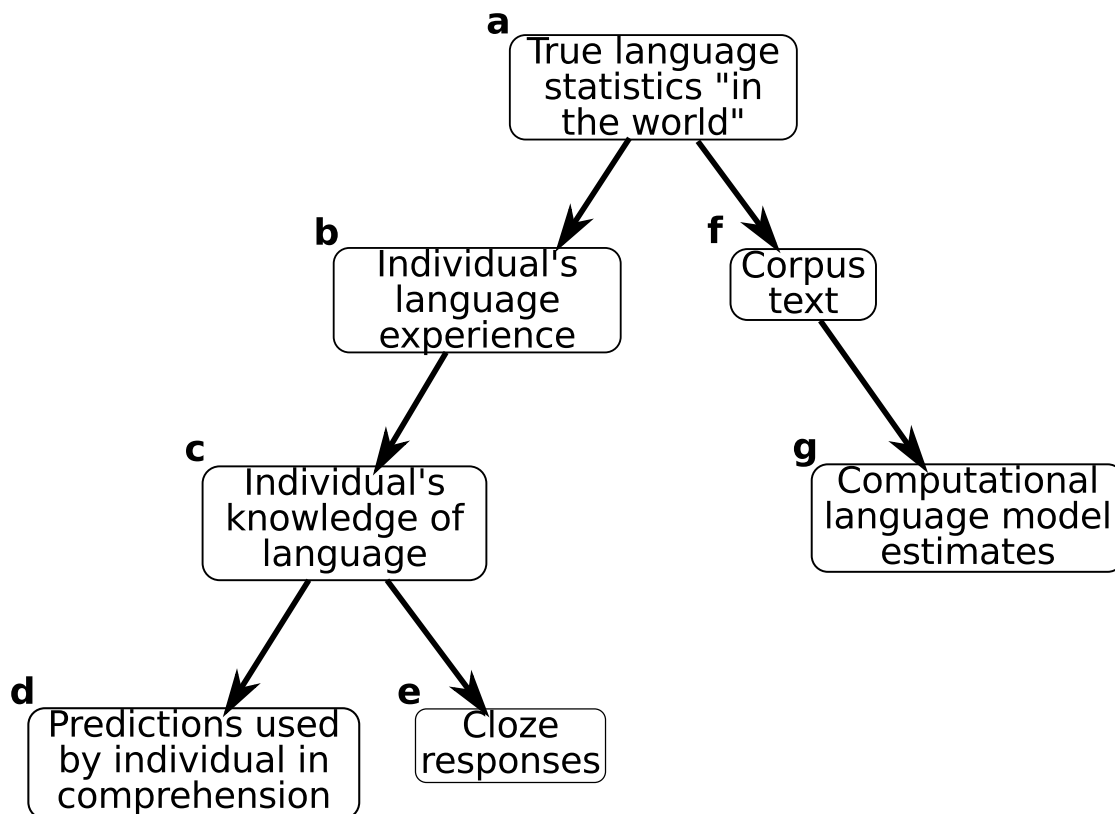 a
True language
statistics "in
the world"
b
Individual's
language
experience
f
Corpus
text
c
Individual's
knowledge of
language
g
Computational
language model
estimates
d
Predictions used
by individual in
comprehension
e
Cloze
responses